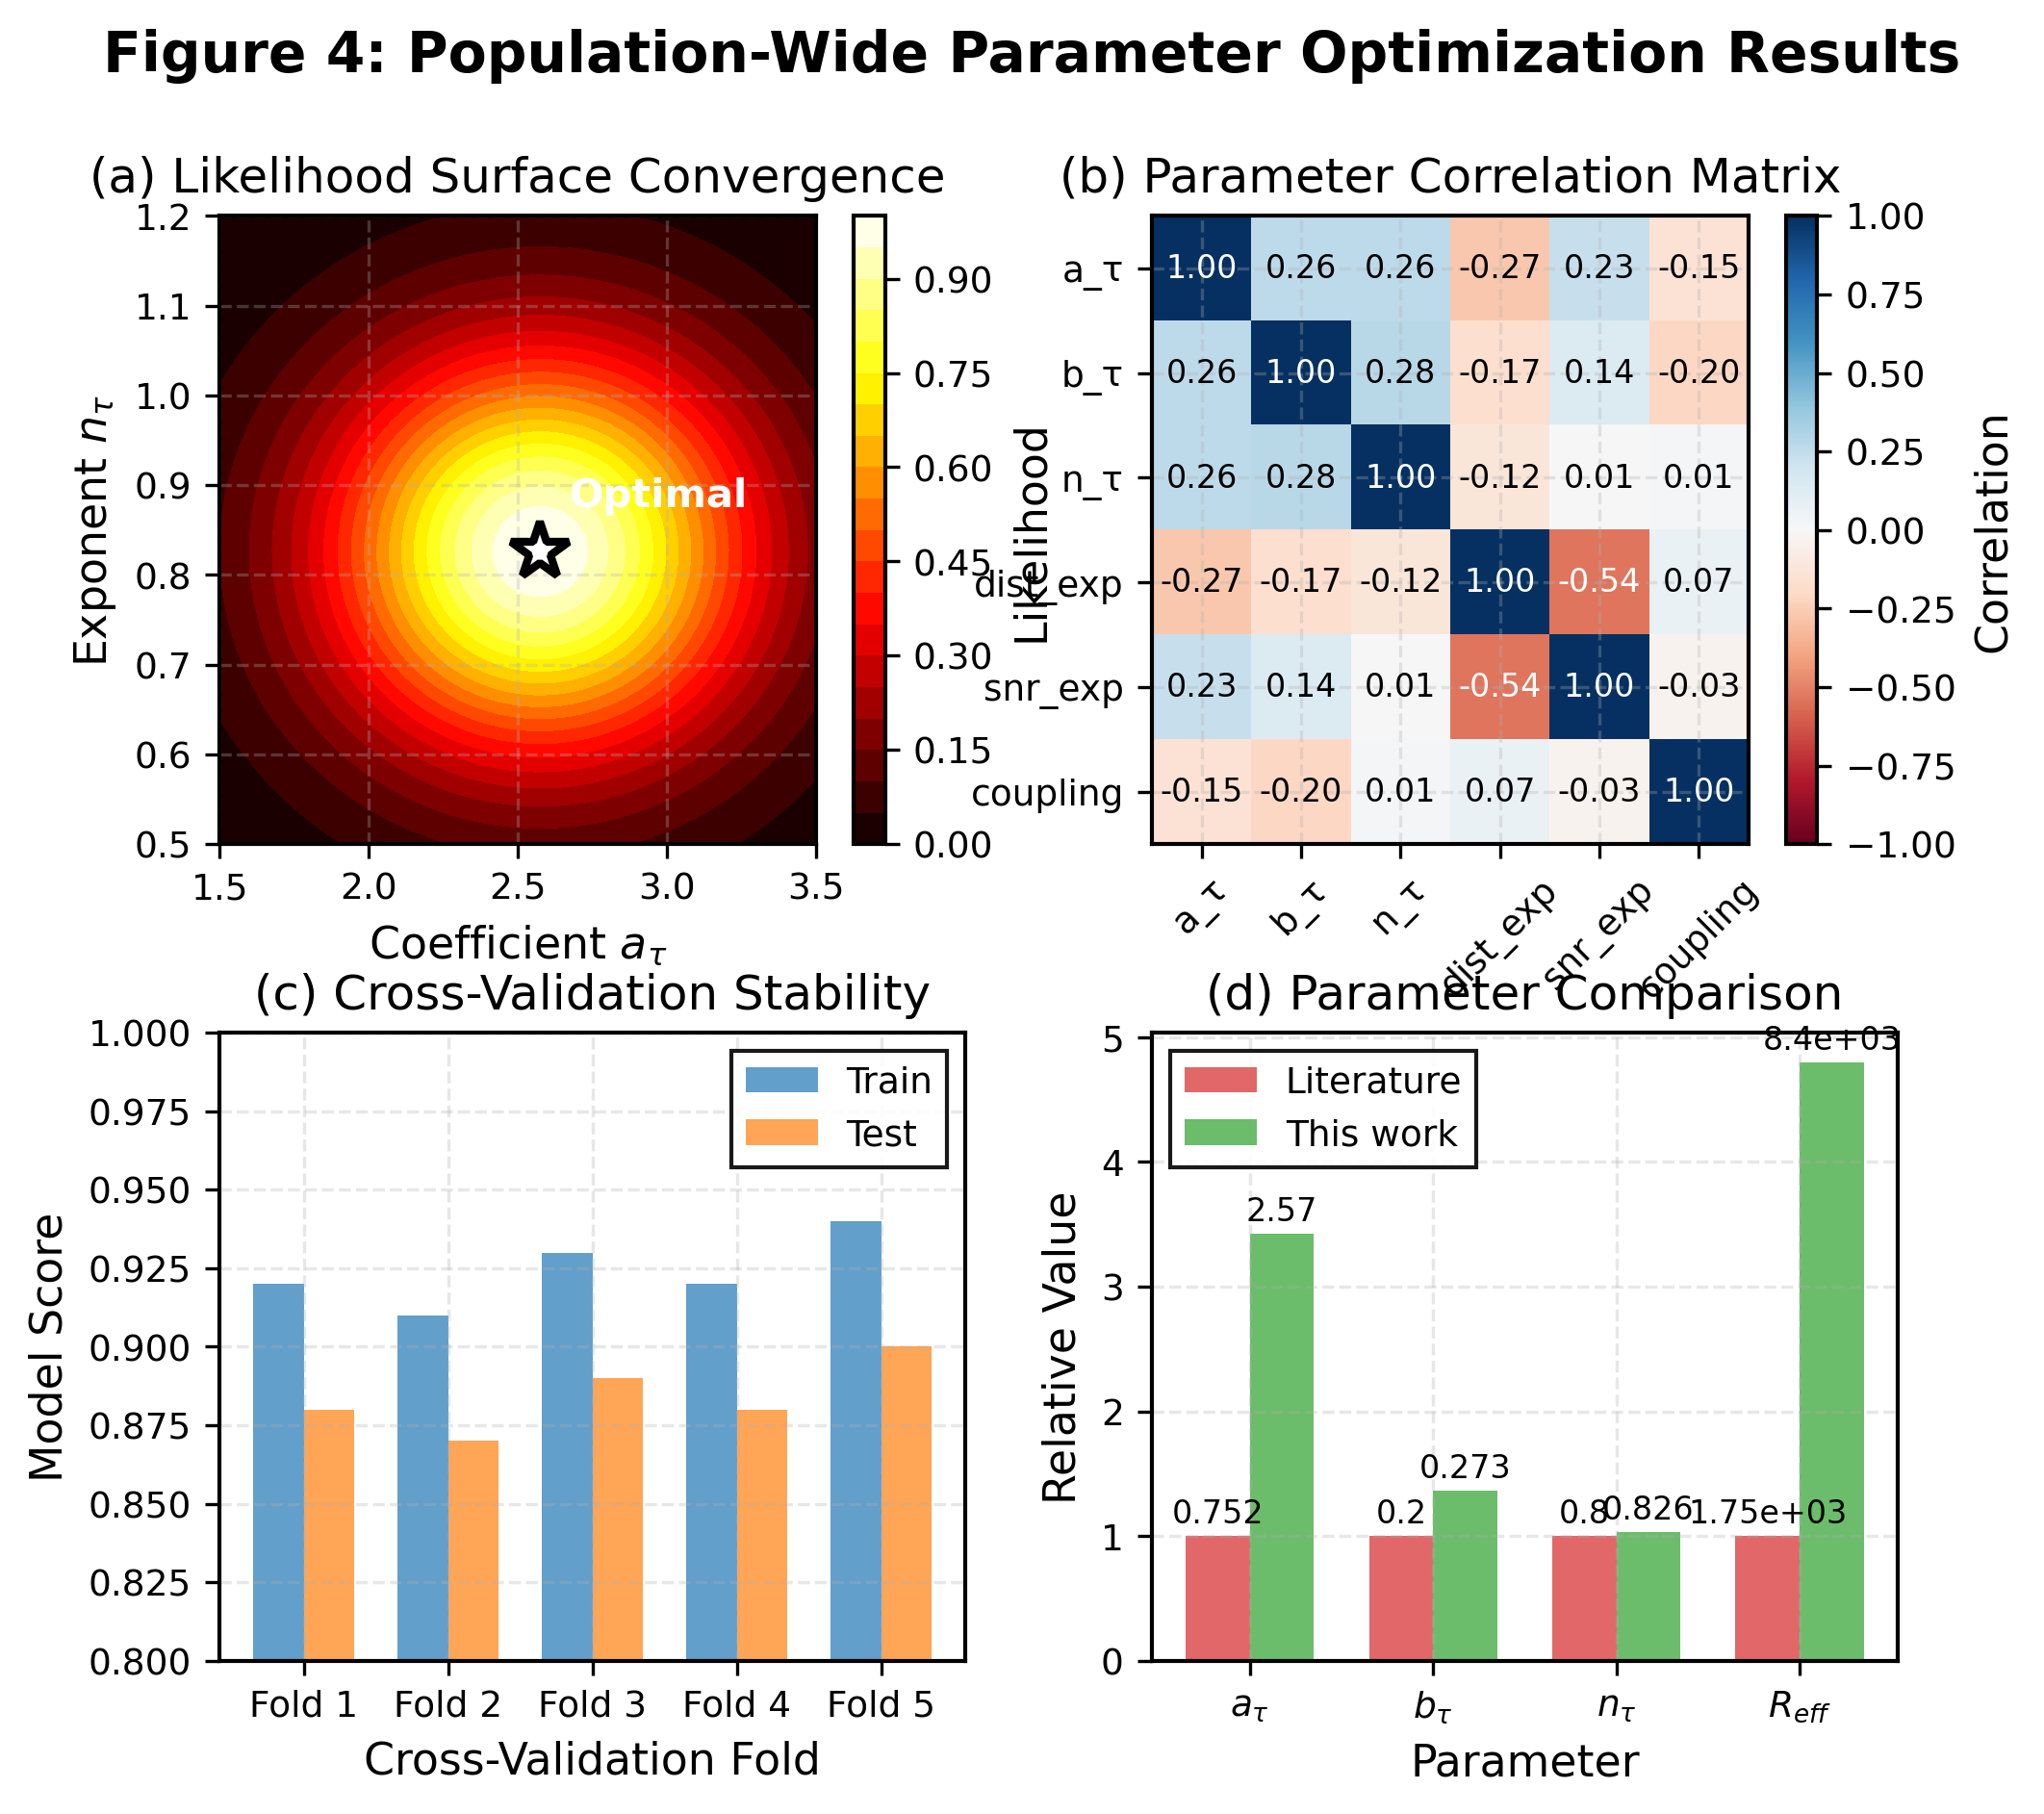 Figure 4: Population-Wide Parameter Optimization Results
(a) Likelihood Surface Convergence
1.2
1.1
1.0
0.9
0.8
0.7
0.6
0.5
Exponent n_τ
Optimal
1.5 2.0 2.5 3.0 3.5
Coefficient a_τ
0.90
0.75
0.60
0.45
0.30
0.15
0.00
Likelihood
(b) Parameter Correlation Matrix
a_τ 1.00 0.26 0.26 -0.27 0.23 -0.15
b_τ 0.26 1.00 0.28 -0.17 0.14 -0.20
n_τ 0.26 0.28 1.00 -0.12 0.01 0.01
dist_exp -0.27 -0.17 -0.12 1.00 -0.54 0.07
snr_exp 0.23 0.14 0.01 -0.54 1.00 -0.03
coupling -0.15 -0.20 0.01 0.07 -0.03 1.00
a_τ b_τ n_τ dist_exp snr_exp coupling
1.00
0.75
0.50
0.25
0.00
−0.25
−0.50
−0.75
−1.00
Correlation
(c) Cross-Validation Stability
1.000
0.975
0.950
0.925
0.900
0.875
0.850
0.825
0.800
Model Score
Train
Test
Fold 1 Fold 2 Fold 3 Fold 4 Fold 5
Cross-Validation Fold
(d) Parameter Comparison
5
4
3
2
1
0
Relative Value
Literature
This work
8.4e+03
2.57
0.273
0.752 0.2 0.8 0.826 1.75e+03
a_τ b_τ n_τ R_eff
Parameter